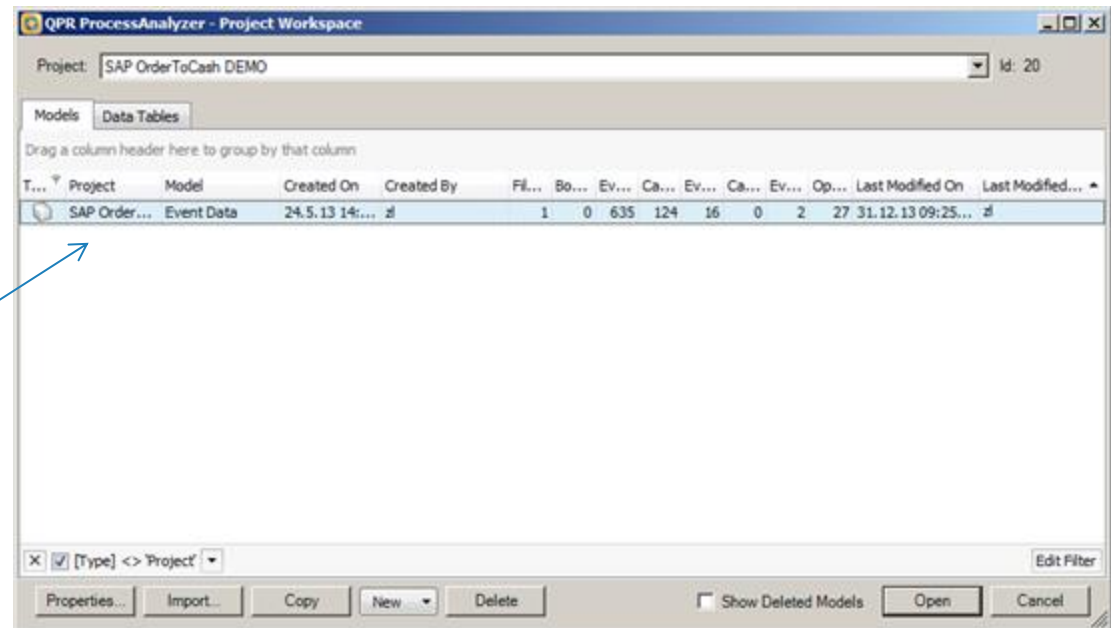 QPR ProcessAnalyzer - Project Workspace
Project: SAP OrderToCash DEMO Id: 20
Models Data Tables
Drag a column header here to group by that column
T... Project Model Created On Created By Fil... Bo... Ev... Ca... Ev... Ca... Ev... Op... Last Modified On Last Modified...
SAP Order... Event Data 24.5.13 14:... zl 1 0 635 124 16 0 2 27 31.12.13 09:25... zl
[Type] <> 'Project' Edit Filter
Properties... Import... Copy New Delete Show Deleted Models Open Cancel